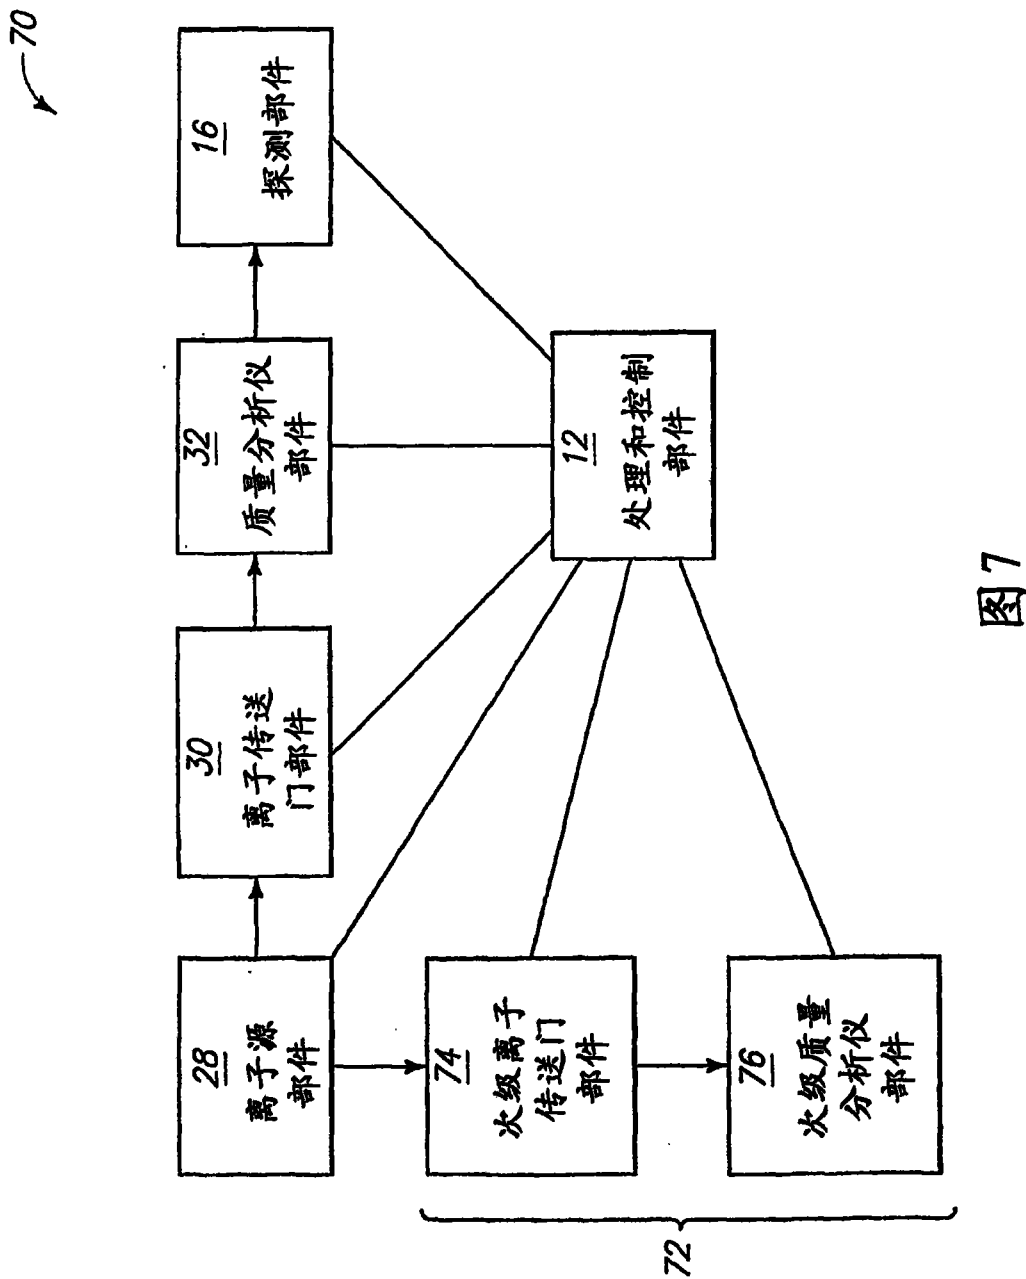 70
28
离子源
部件
30
离子传送
门部件
32
质量分析仪
部件
16
探测部件
74
次级离子
传送门
部件
12
处理和控制
部件
76
次级质量
分析仪
部件
72
图7